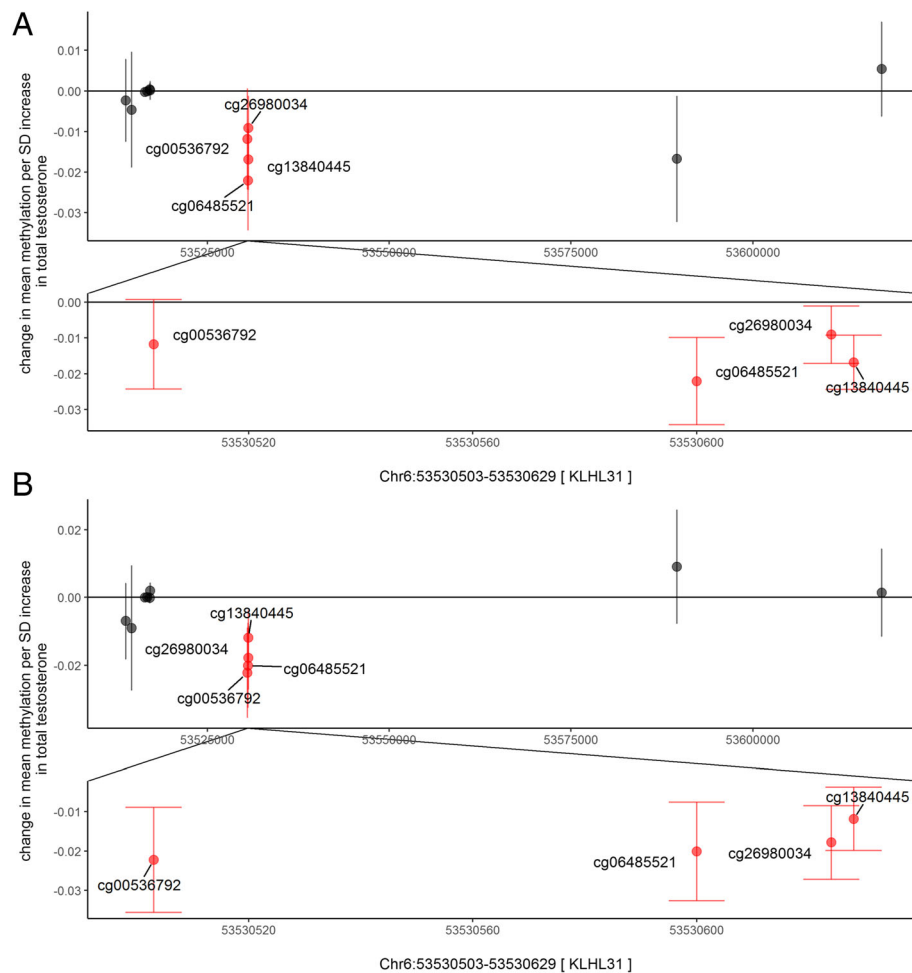 A
change in mean methylation per SD increase
in total testosterone
0.01
0.00
-0.01
-0.02
-0.03
cg26980034
cg00536792
cg13840445
cg06485521
53525000
53550000
53575000
53600000
0.00
-0.01
-0.02
-0.03
cg00536792
cg26980034
cg06485521
cg13840445
53530520
53530560
53530600
Chr6:53530503-53530629 [ KLHL31 ]
B
change in mean methylation per SD increase
in total testosterone
0.02
0.00
-0.02
cg13840445
cg26980034
cg06485521
cg00536792
53525000
53550000
53575000
53600000
-0.01
-0.02
-0.03
cg13840445
cg06485521
cg26980034
cg00536792
53530520
53530560
53530600
Chr6:53530503-53530629 [ KLHL31 ]